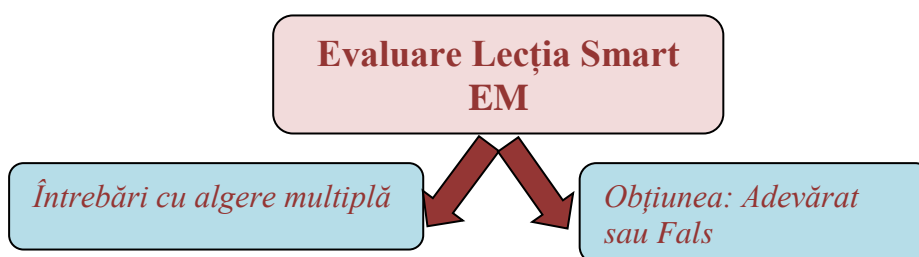 Evaluare Lecția Smart
EM
Întrebări cu algere multiplă
Obțiunea: Adevărat
sau Fals